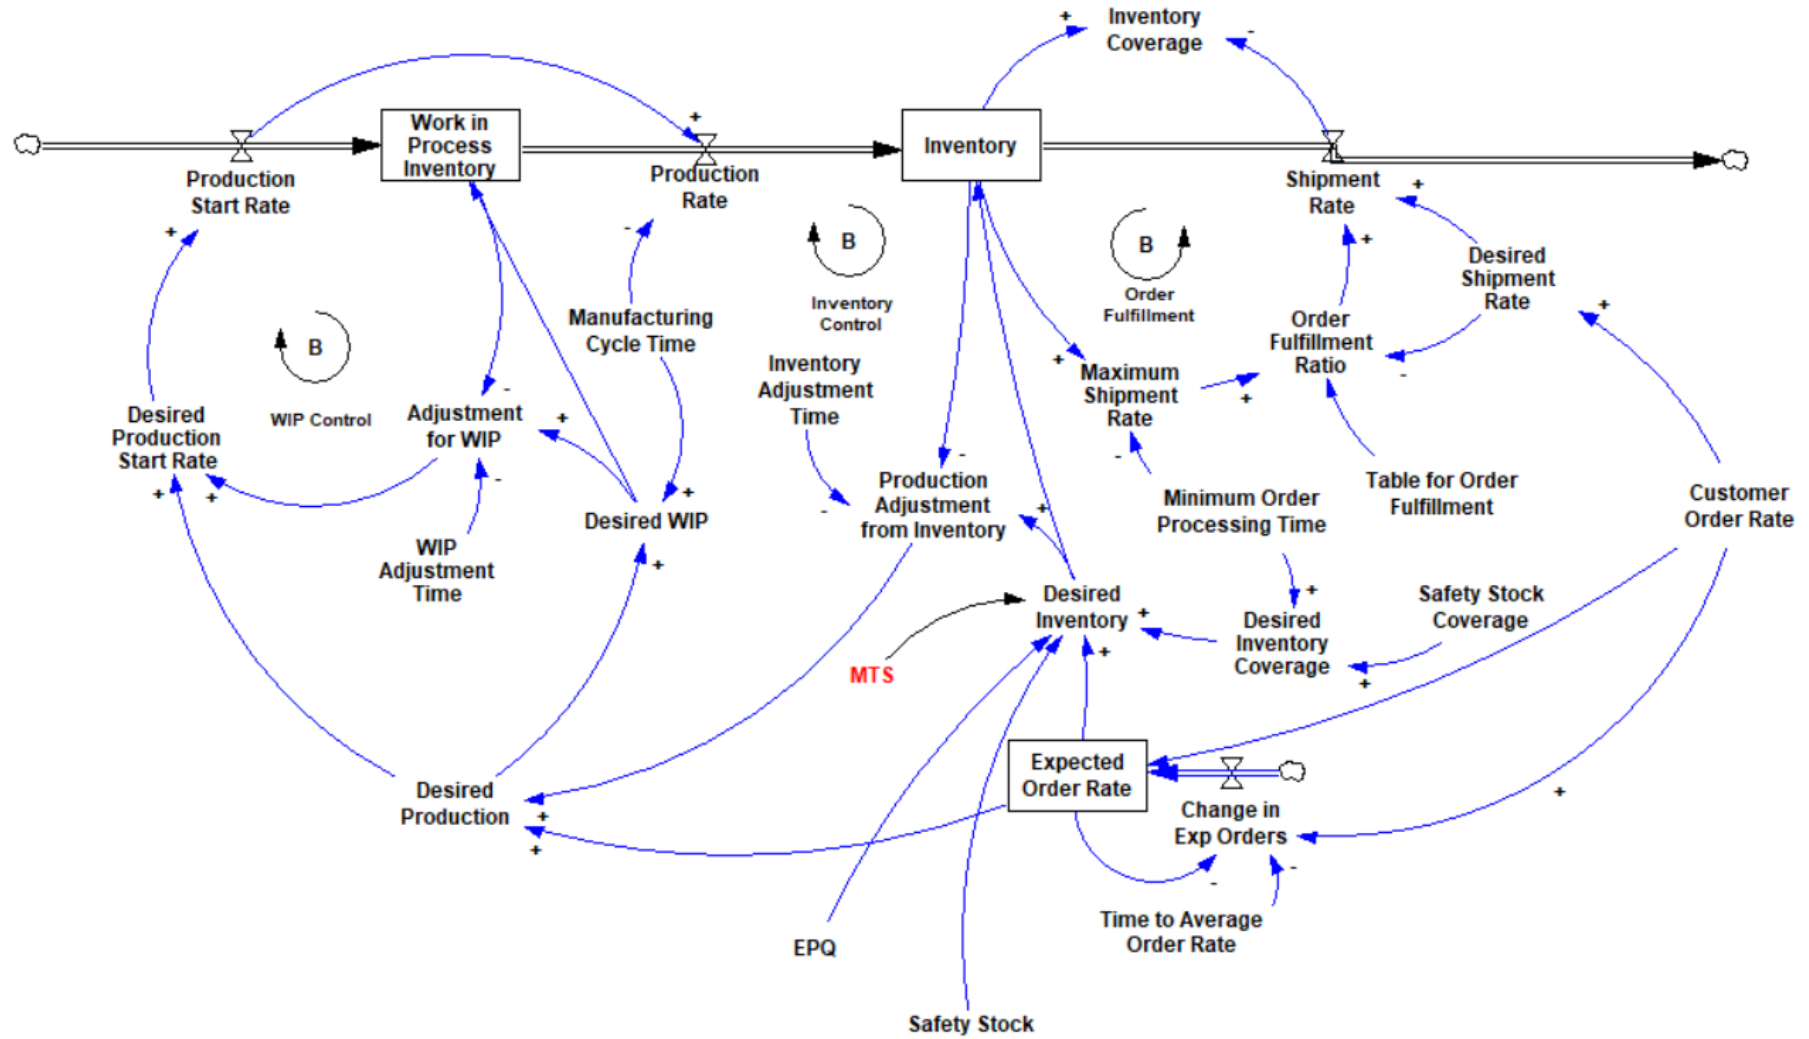 Inventory
Coverage
Work in
Process
Inventory
Inventory
Production
Start Rate
Production
Rate
Shipment
Rate
B
B
B
Desired
Shipment
Rate
Inventory
Control
Order
Fulfillment
Manufacturing
Cycle Time
Order
Fulfillment
Ratio
Inventory
Adjustment
Time
Maximum
Shipment
Rate
WIP Control
Desired
Production
Start Rate
Adjustment
for WIP
Production
Adjustment
from Inventory
Table for Order
Fulfillment
Minimum Order
Processing Time
Customer
Order Rate
Desired WIP
WIP
Adjustment
Time
Desired
Inventory
Desired
Inventory
Coverage
Safety Stock
Coverage
MTS
Expected
Order Rate
Desired
Production
Change in
Exp Orders
Time to Average
Order Rate
EPQ
Safety Stock